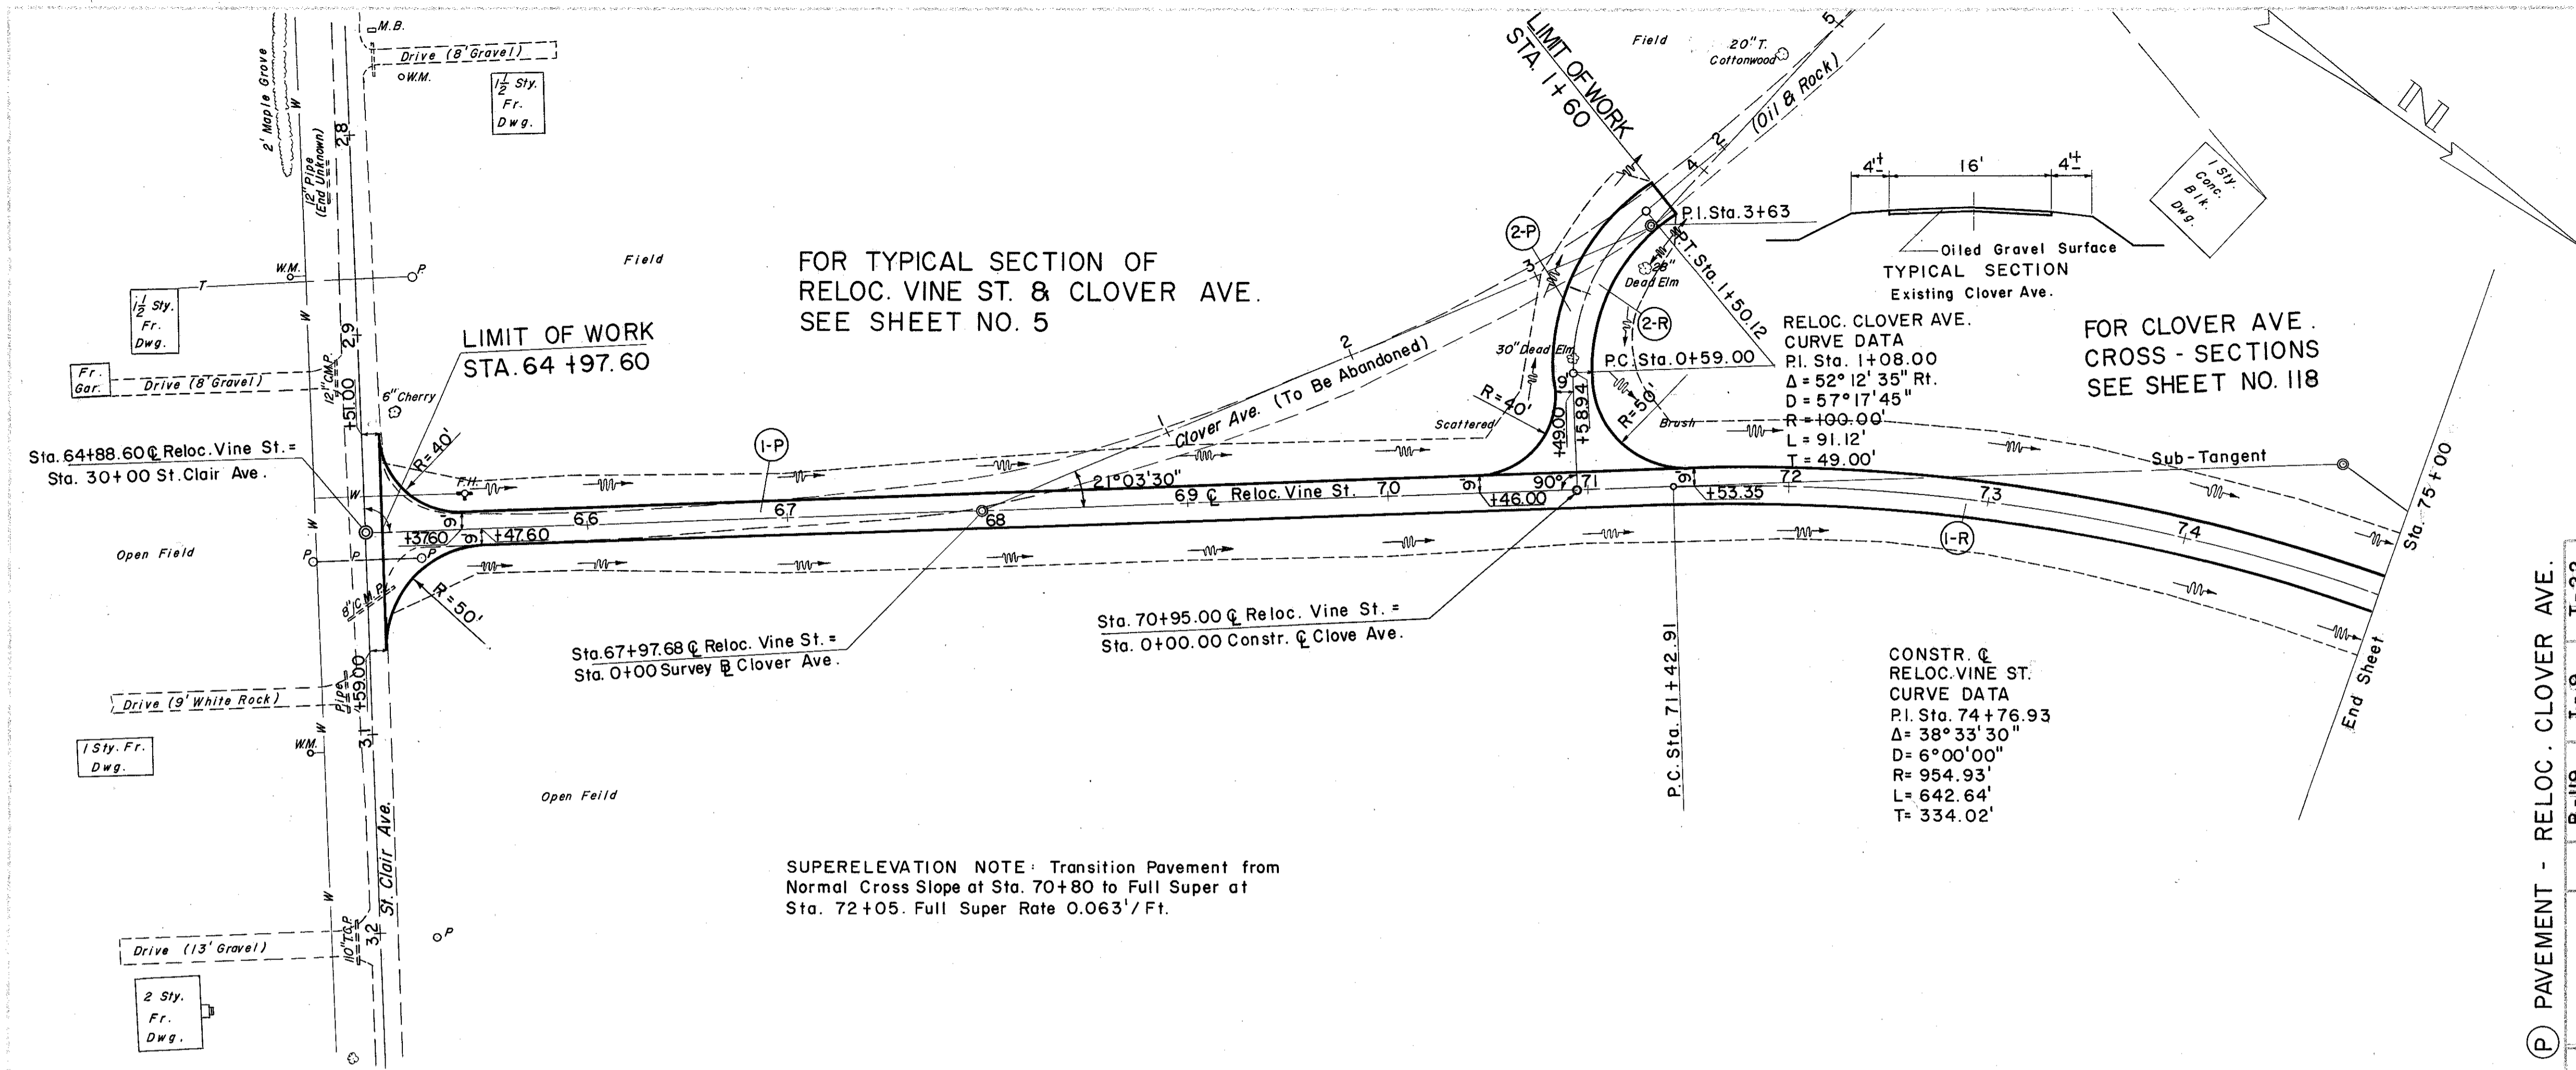 M.B.
Drive (8' Gravel)
W.M.
1½ Sty.
Fr.
Dwg.
2' Maple Grove
W
12" Pipe
(End Unknown)
28
Field
W.M.
T
P.
1½ Sty.
Fr.
Dwg.
29
Fr.
Gar.
Drive (8' Gravel)
12" C.M.P.
+51.00
6" Cherry
LIMIT OF WORK
STA. 64+97.60
FOR TYPICAL SECTION OF
RELOC. VINE ST. & CLOVER AVE.
SEE SHEET NO. 5
LIMIT OF WORK
STA. 1+60
Field
20" T.
Cottonwood
5
(Oil & Rock)
2
4
N
1 Sty.
Conc.
Blk.
Dwg.
4'±
16'
4'±
Oiled Gravel Surface
TYPICAL SECTION
Existing Clover Ave.
P.I. Sta. 3+63
P.T. Sta. 1+50.12
2-P
3
28"
Dead Elm
2-R
30" Dead Elm
P.C. Sta. 0+59.00
RELOC. CLOVER AVE.
CURVE DATA
P.I. Sta. 1+08.00
Δ = 52° 12' 35" Rt.
D = 57° 17' 45"
R = 100.00'
L = 91.12'
T = 49.00'
FOR CLOVER AVE.
CROSS - SECTIONS
SEE SHEET NO. 118
2
Clover Ave. (To Be Abandoned)
1
9'
R=40'
+49.00
+58.94
R=50'
Scattered
Brush
Sub-Tangent
Sta. 75+00
Sta. 64+88.60 ℄ Reloc. Vine St. =
Sta. 30+00 St. Clair Ave.
R=40'
1-P
F.H.
W
21°03'30"
66
67
68
69 ℄ Reloc. Vine St. 70
9'
90°
71
+46.00
9'
+53.35
72
73
74
9'
+37.60
9'
+47.60
1-R
Open Field
P
P
P
8" C.M.P.
R=50'
Sta. 67+97.68 ℄ Reloc. Vine St. =
Sta. 0+00 Survey ⅊ Clover Ave.
Sta. 70+95.00 ℄ Reloc. Vine St. =
Sta. 0+00.00 Constr. ℄ Clove Ave.
P.C. Sta. 71+42.91
CONSTR. ℄
RELOC. VINE ST.
CURVE DATA
P.I. Sta. 74+76.93
Δ= 38° 33' 30"
D= 6°00'00"
R= 954.93'
L= 642.64'
T= 334.02'
End Sheet
+59.00
Pipe
Drive (9' White Rock)
31
W.M.
1 Sty. Fr.
Dwg.
Open Feild
St. Clair Ave.
W
SUPERELEVATION NOTE: Transition Pavement from
Normal Cross Slope at Sta. 70+80 to Full Super at
Sta. 72+05. Full Super Rate 0.063'/Ft.
32
P
Drive (13' Gravel)
2 Sty.
Fr.
Dwg.
P PAVEMENT - RELOC. CLOVER AVE.